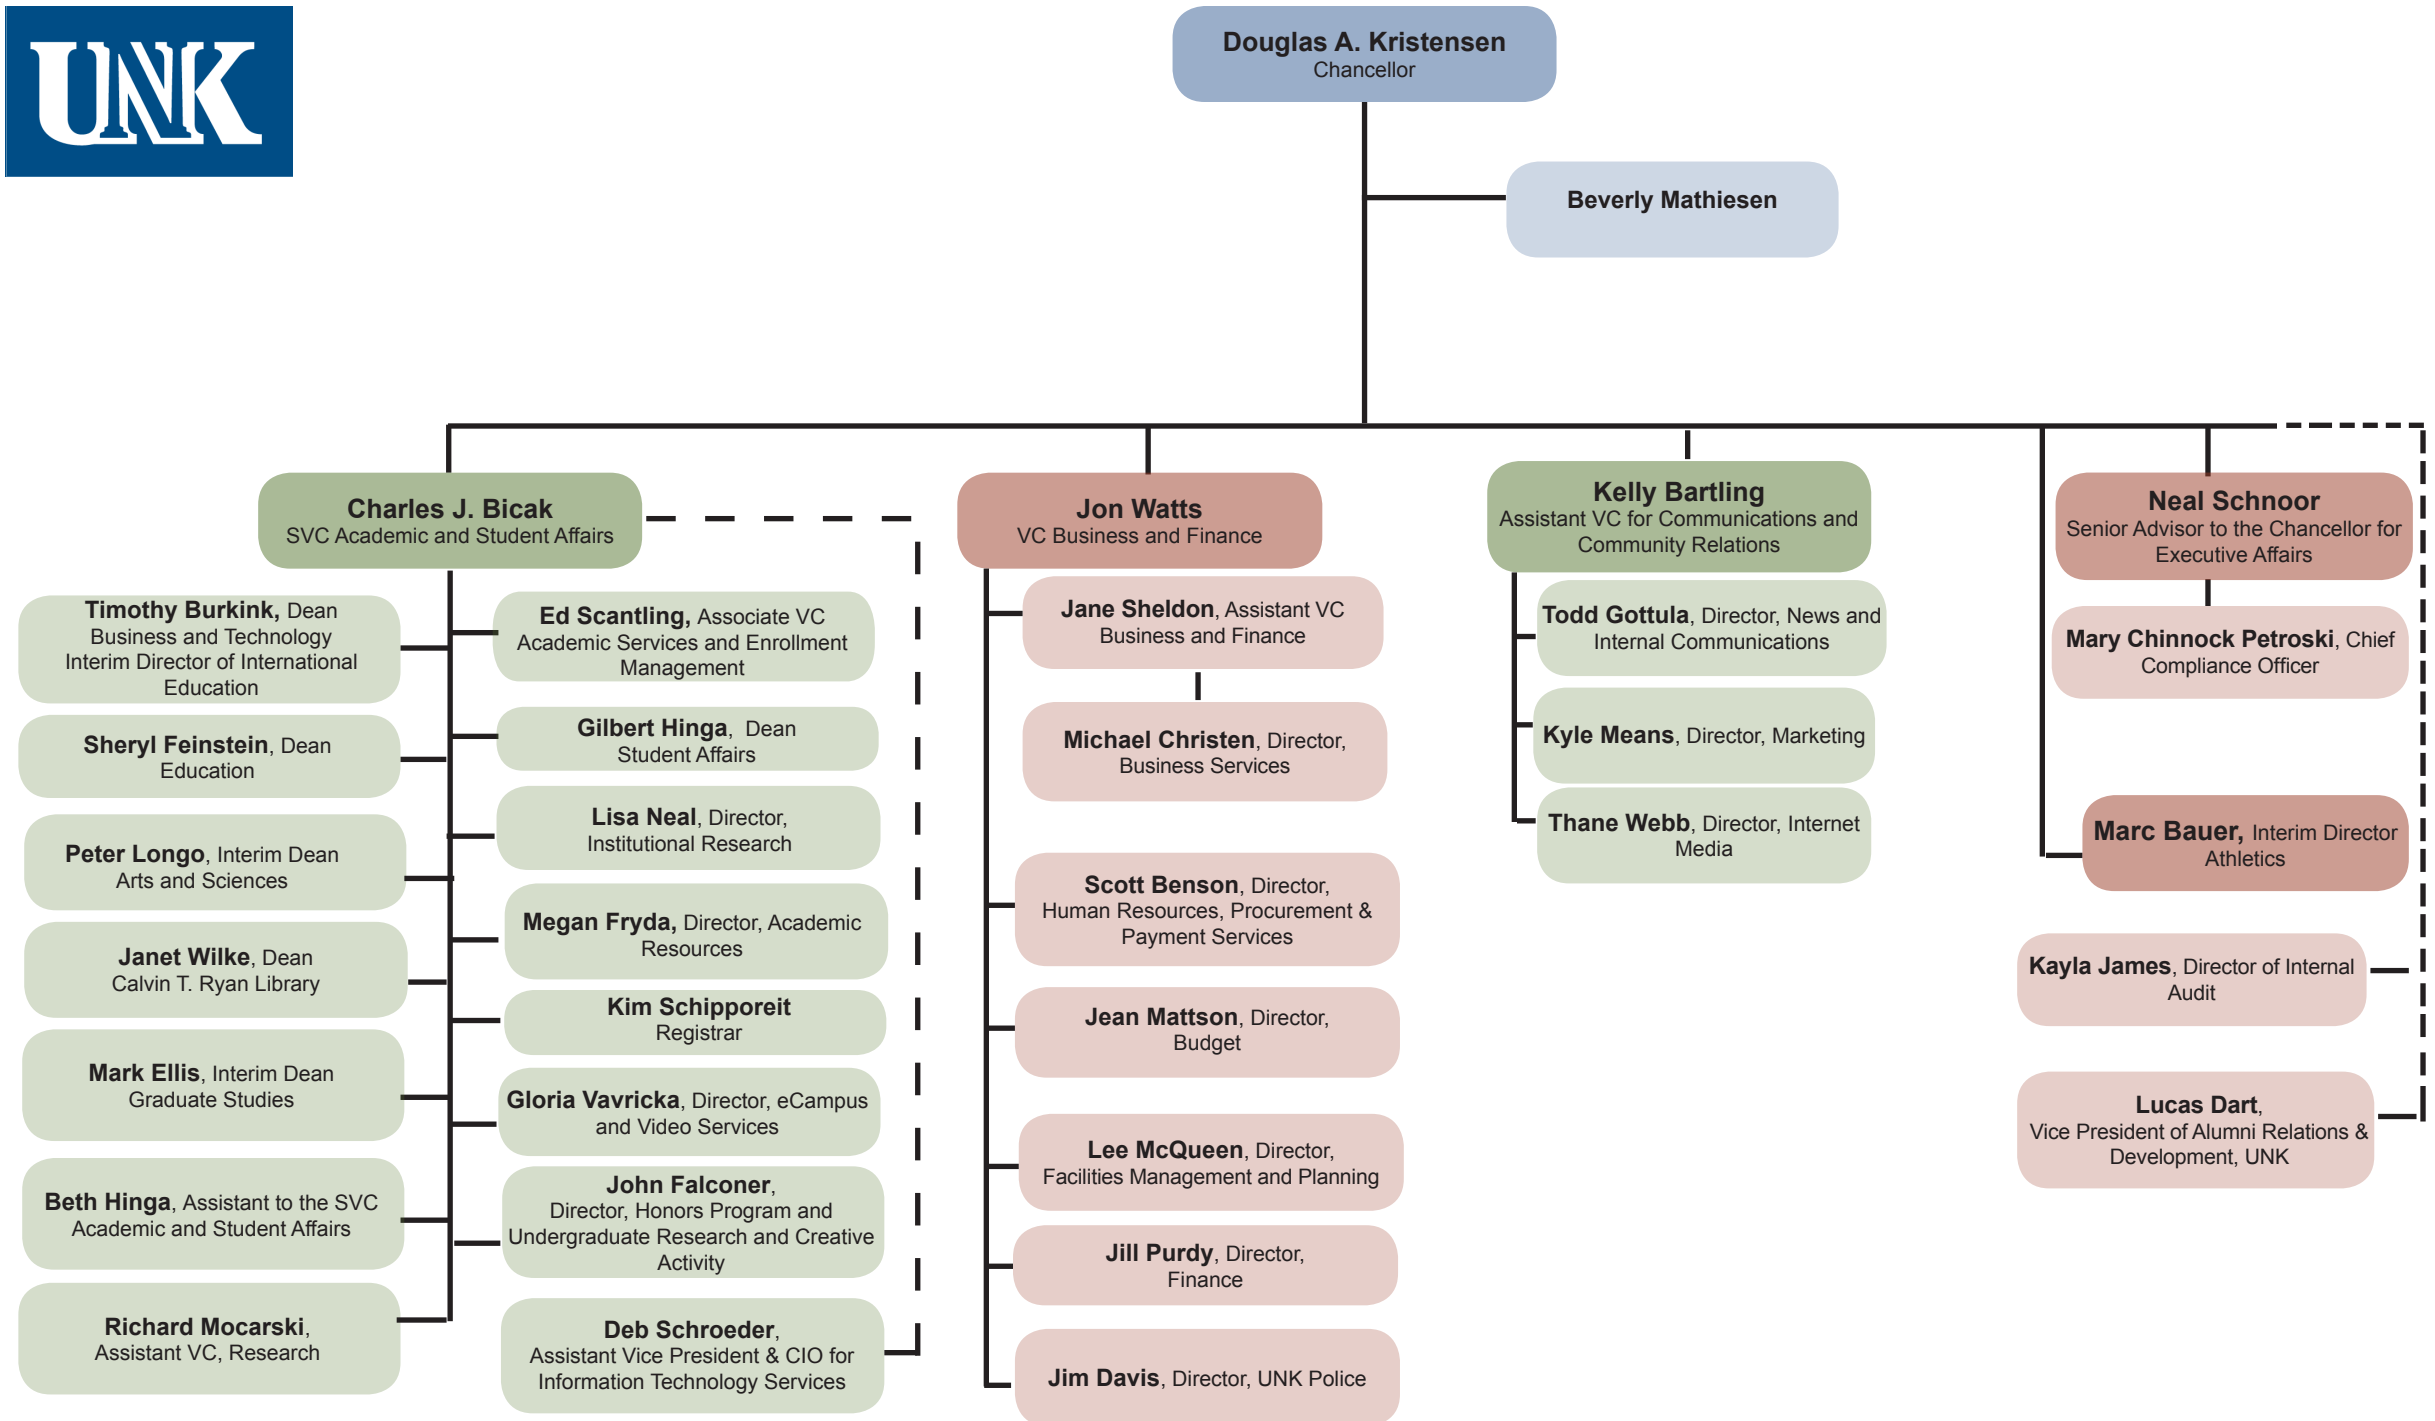 UNK
Douglas A. Kristensen
Chancellor
Beverly Mathiesen
Charles J. Bicak
SVC Academic and Student Affairs
Timothy Burkink, Dean
Business and Technology
Interim Director of International
Education
Sheryl Feinstein, Dean
Education
Peter Longo, Interim Dean
Arts and Sciences
Janet Wilke, Dean
Calvin T. Ryan Library
Mark Ellis, Interim Dean
Graduate Studies
Beth Hinga, Assistant to the SVC
Academic and Student Affairs
Richard Mocarski,
Assistant VC, Research
Ed Scantling, Associate VC
Academic Services and Enrollment
Management
Gilbert Hinga, Dean
Student Affairs
Lisa Neal, Director,
Institutional Research
Megan Fryda, Director, Academic
Resources
Kim Schipporeit
Registrar
Gloria Vavricka, Director, eCampus
and Video Services
John Falconer,
Director, Honors Program and
Undergraduate Research and Creative
Activity
Deb Schroeder,
Assistant Vice President & CIO for
Information Technology Services
Jon Watts
VC Business and Finance
Jane Sheldon, Assistant VC
Business and Finance
Michael Christen, Director,
Business Services
Scott Benson, Director,
Human Resources, Procurement &
Payment Services
Jean Mattson, Director,
Budget
Lee McQueen, Director,
Facilities Management and Planning
Jill Purdy, Director,
Finance
Jim Davis, Director, UNK Police
Kelly Bartling
Assistant VC for Communications and
Community Relations
Todd Gottula, Director, News and
Internal Communications
Kyle Means, Director, Marketing
Thane Webb, Director, Internet
Media
Neal Schnoor
Senior Advisor to the Chancellor for
Executive Affairs
Mary Chinnock Petroski, Chief
Compliance Officer
Marc Bauer, Interim Director
Athletics
Kayla James, Director of Internal
Audit
Lucas Dart,
Vice President of Alumni Relations &
Development, UNK